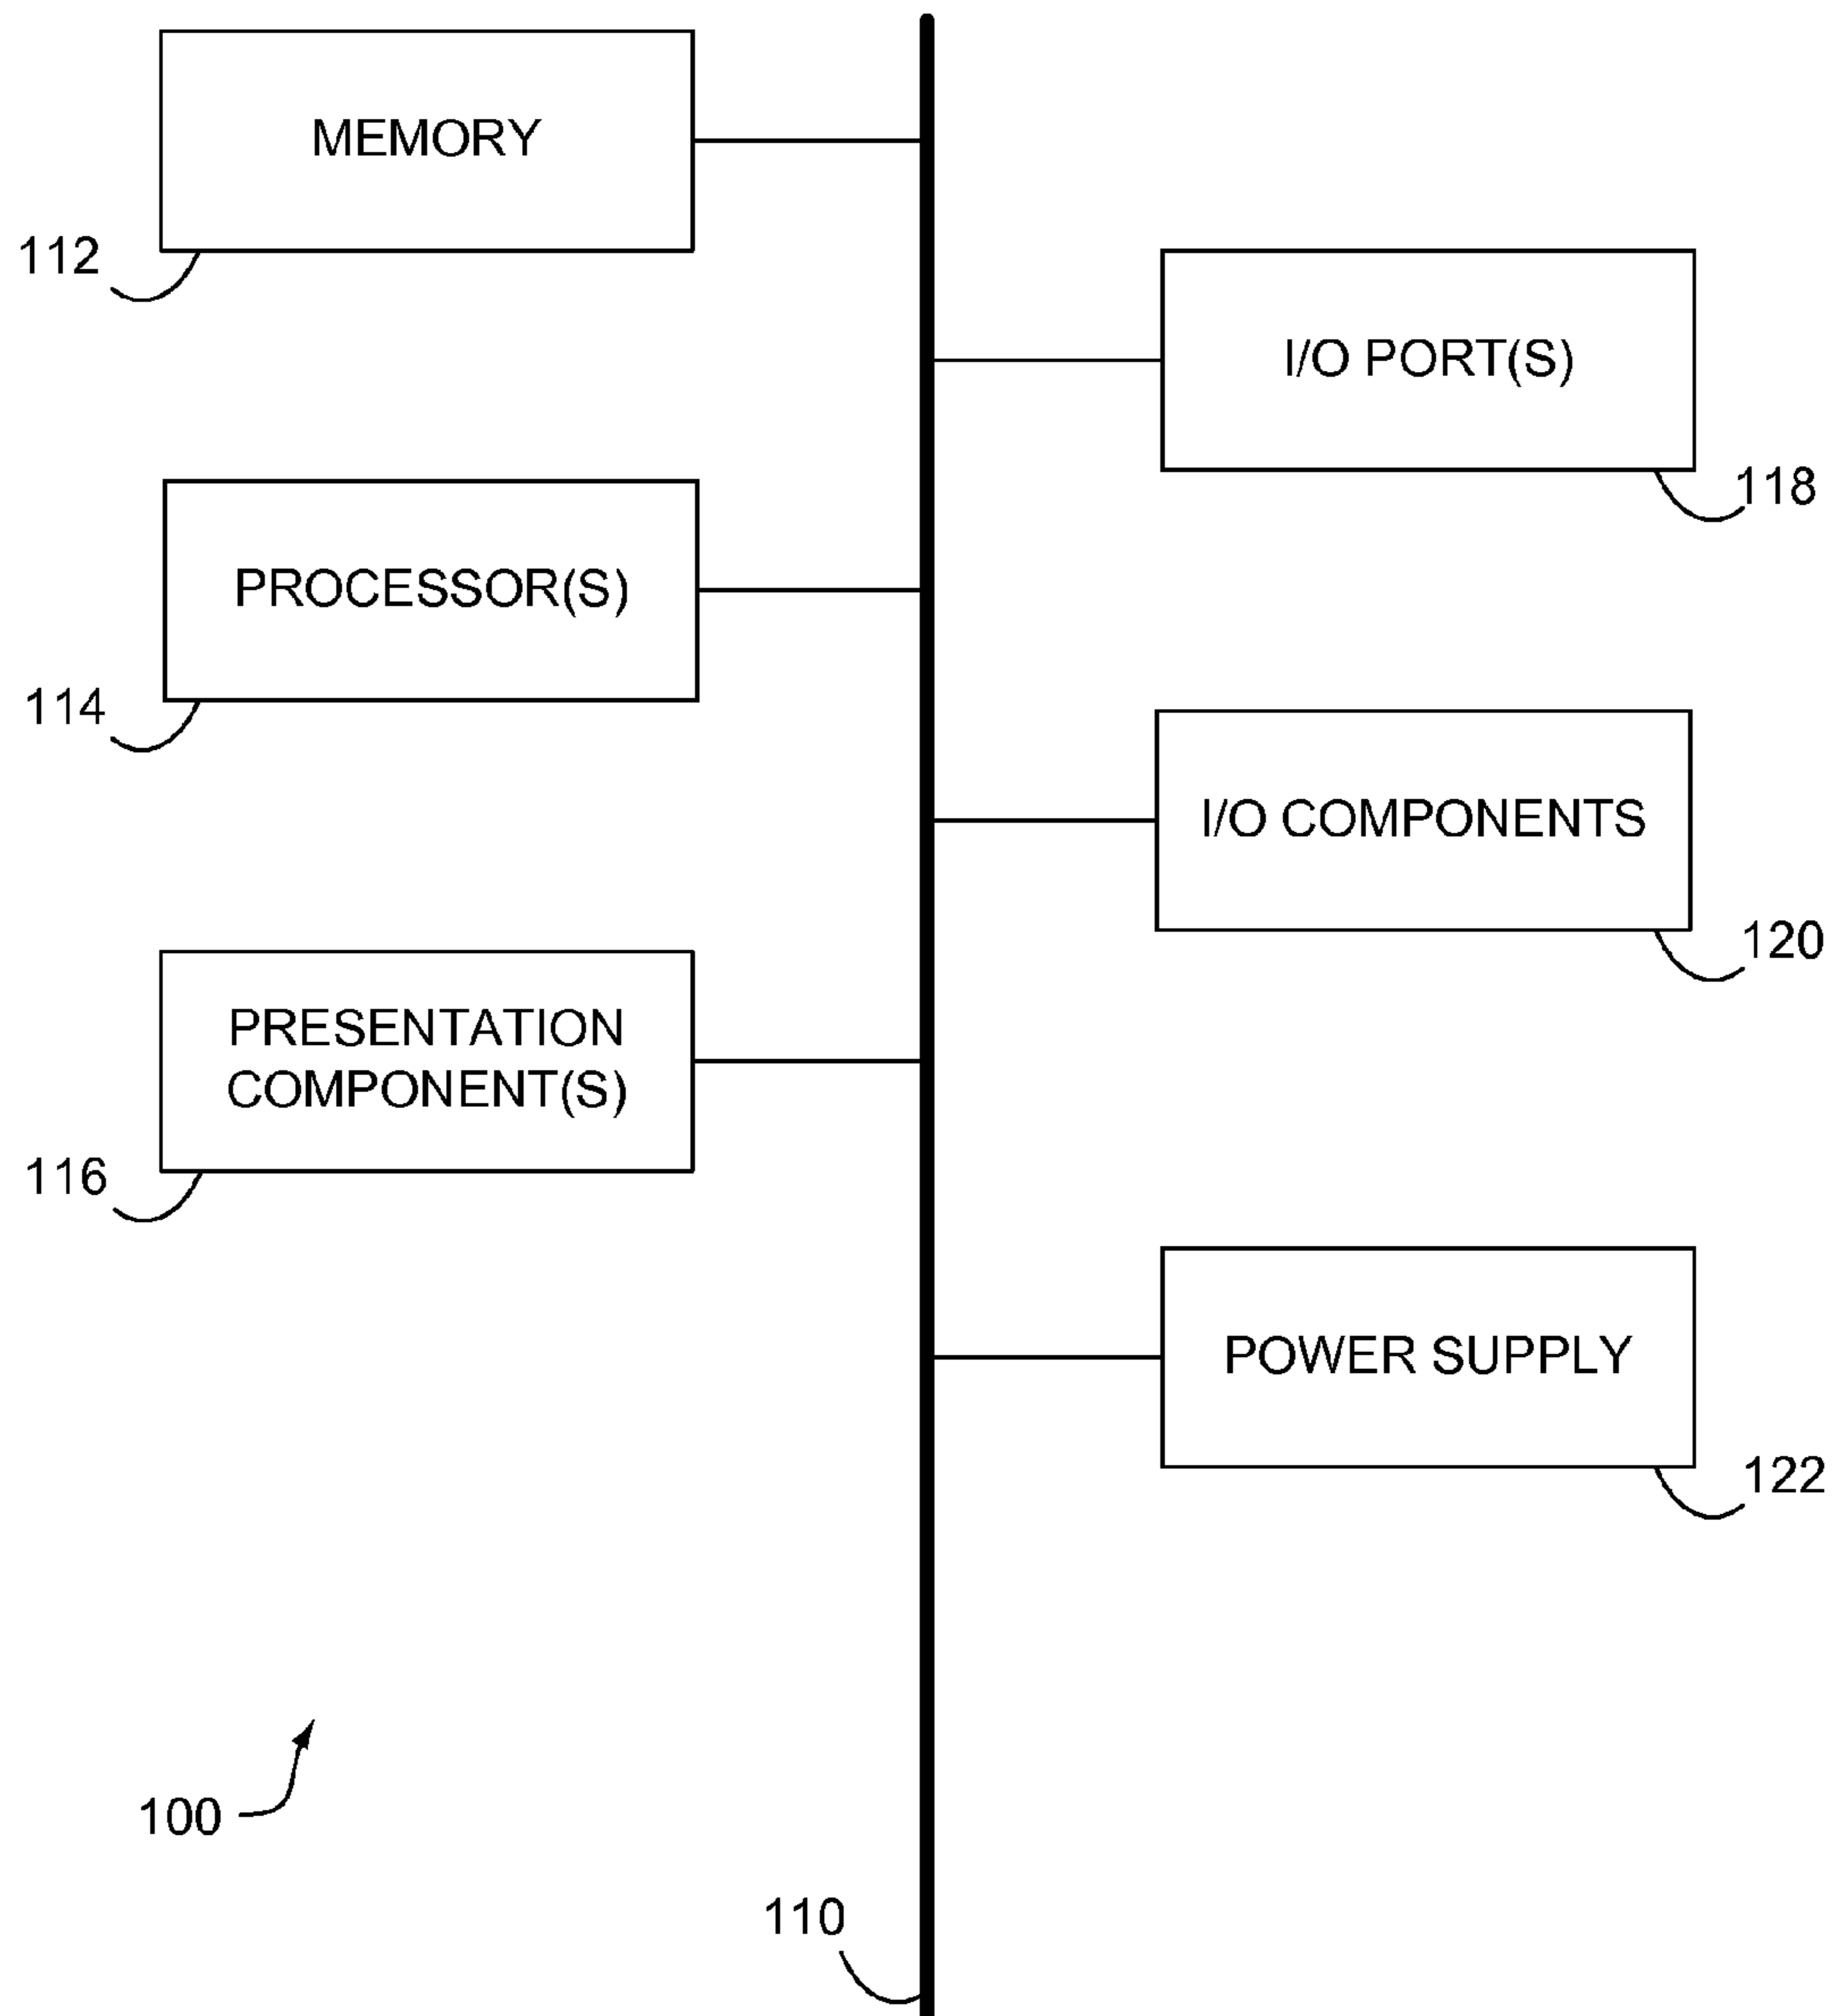 MEMORY
112
I/O PORT(S)
118
PROCESSOR(S)
114
I/O COMPONENTS
120
PRESENTATION
COMPONENT(S)
116
POWER SUPPLY
122
100
110